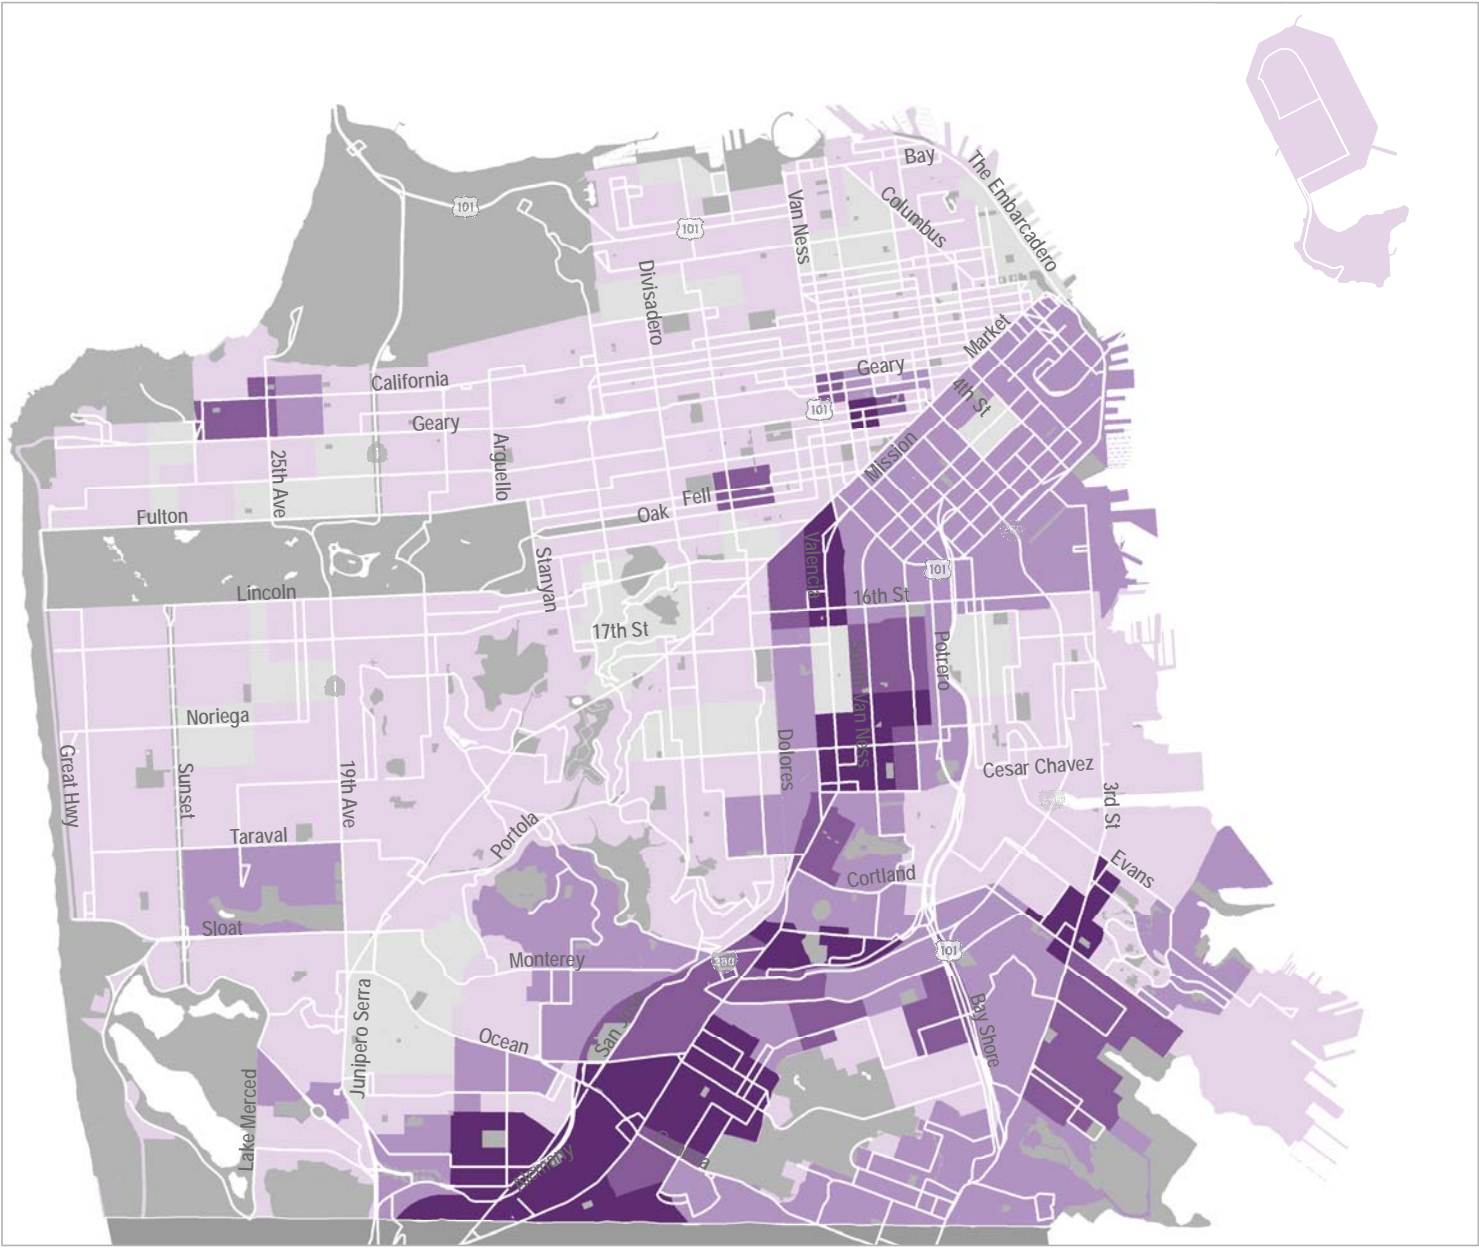 Bay
The Embarcadero
Columbus
Van Ness
101
101
Divisadero
Market
Geary
California
4th St
101
Geary
Arguello
25th Ave
1
Mission
Fell
Oak
Fulton
Valencia
Stanyan
101
Lincoln
16th St
17th St
Potrero
South Van Ness
1
Noriega
Dolores
Great Hwy
Sunset
19th Ave
Cesar Chavez
3rd St
Portola
Taraval
Evans
Cortland
Sloat
Monterey
280
101
Junipero Serra
Ocean
Bay Shore
Lake Merced